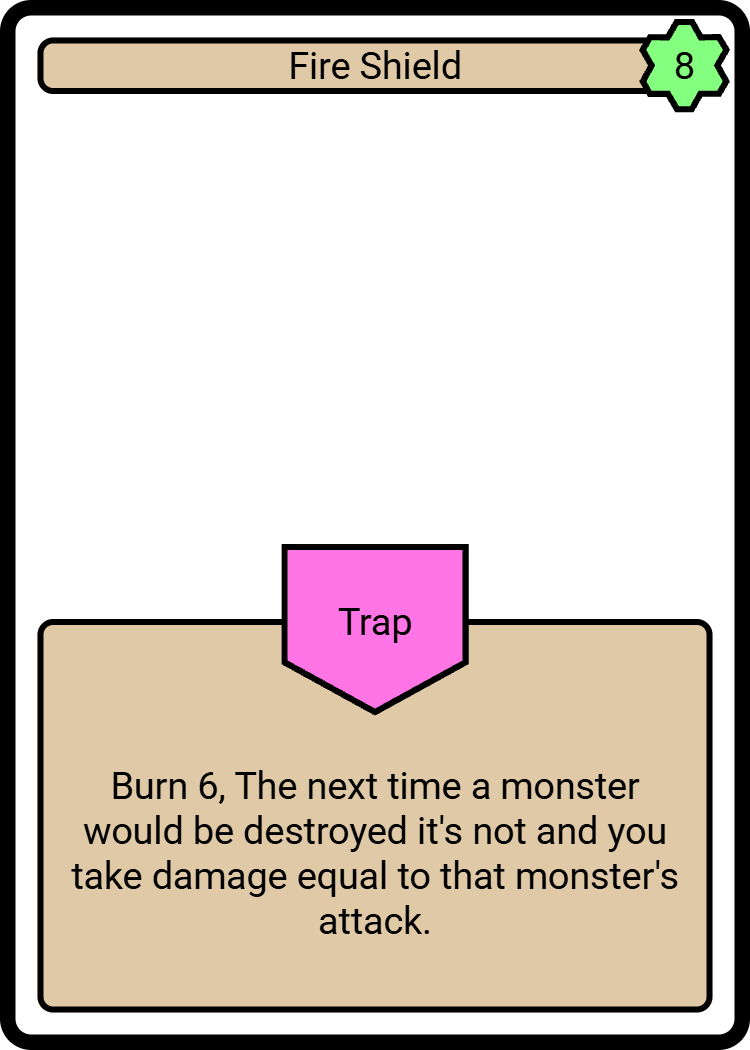 Fire Shield
8
Trap
Burn 6, The next time a monster
would be destroyed it's not and you
take damage equal to that monster's
attack.